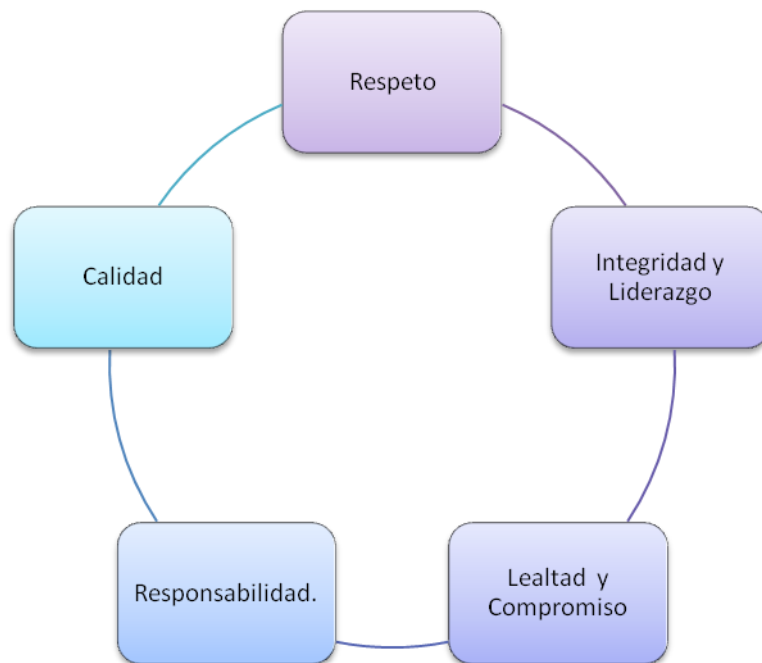 Respeto
Integridad y
Liderazgo
Lealtad y
Compromiso
Responsabilidad.
Calidad